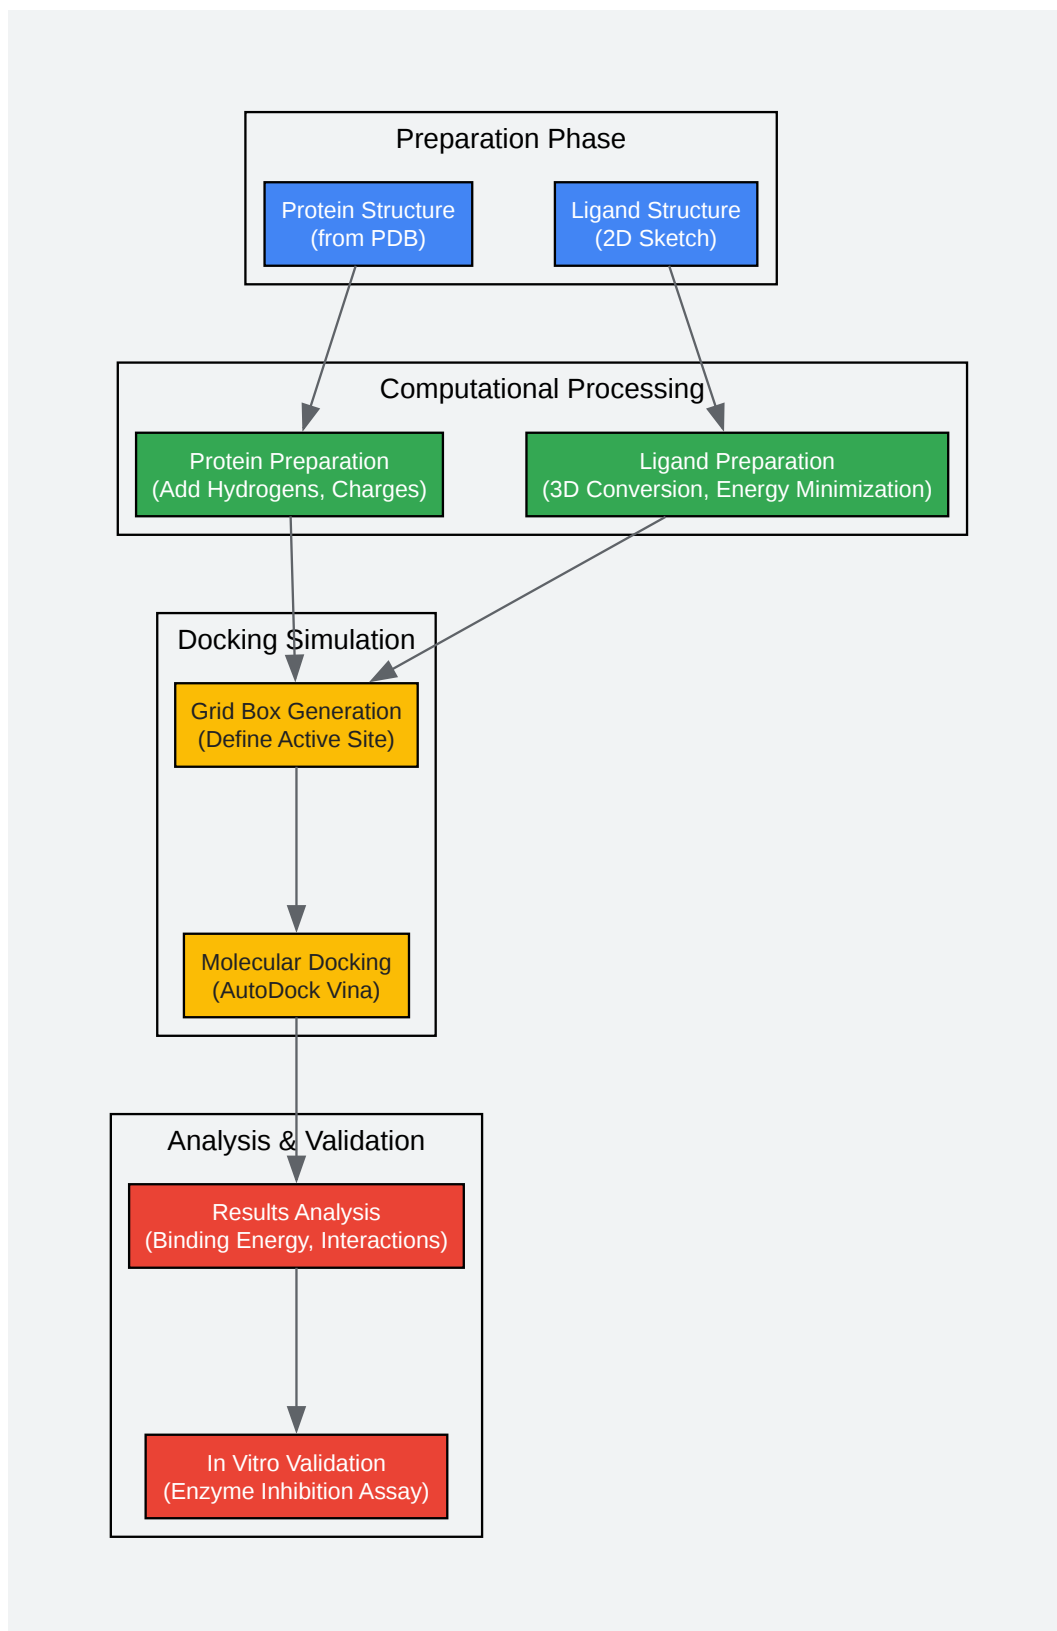 Preparation Phase
Protein Structure
(from PDB)
Ligand Structure
(2D Sketch)
Computational Processing
Protein Preparation
(Add Hydrogens, Charges)
Ligand Preparation
(3D Conversion, Energy Minimization)
Docking Simulation
Grid Box Generation
(Define Active Site)
Molecular Docking
(AutoDock Vina)
Analysis & Validation
Results Analysis
(Binding Energy, Interactions)
In Vitro Validation
(Enzyme Inhibition Assay)